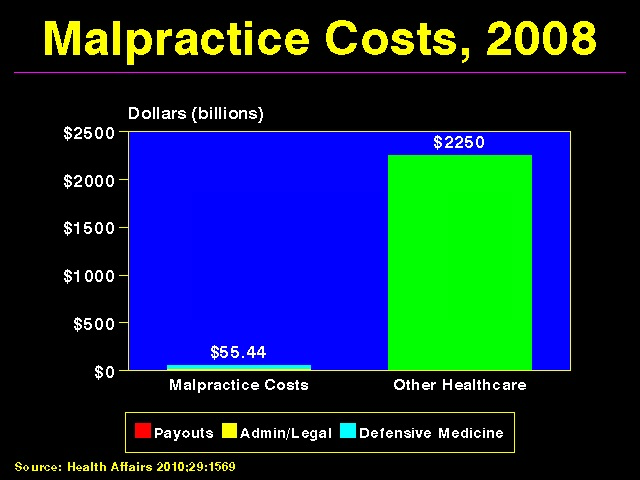 Malpractice Costs, 2008
Dollars (billions)
$2500
$2000
$1500
$1000
$500
$0
$55.44
$2250
Malpractice Costs
Other Healthcare
Payouts Admin/Legal Defensive Medicine
Source: Health Affairs 2010;29:1569